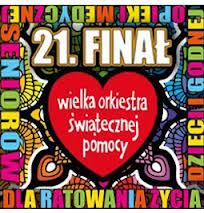 21. FINAŁ
wielka orkiestra
świątecznej
pomocy
DLA RATOWANIA ŻYCIA
DZIECI I GODNEJ
OPIEKI MEDYCZNEJ
SENIORÓW